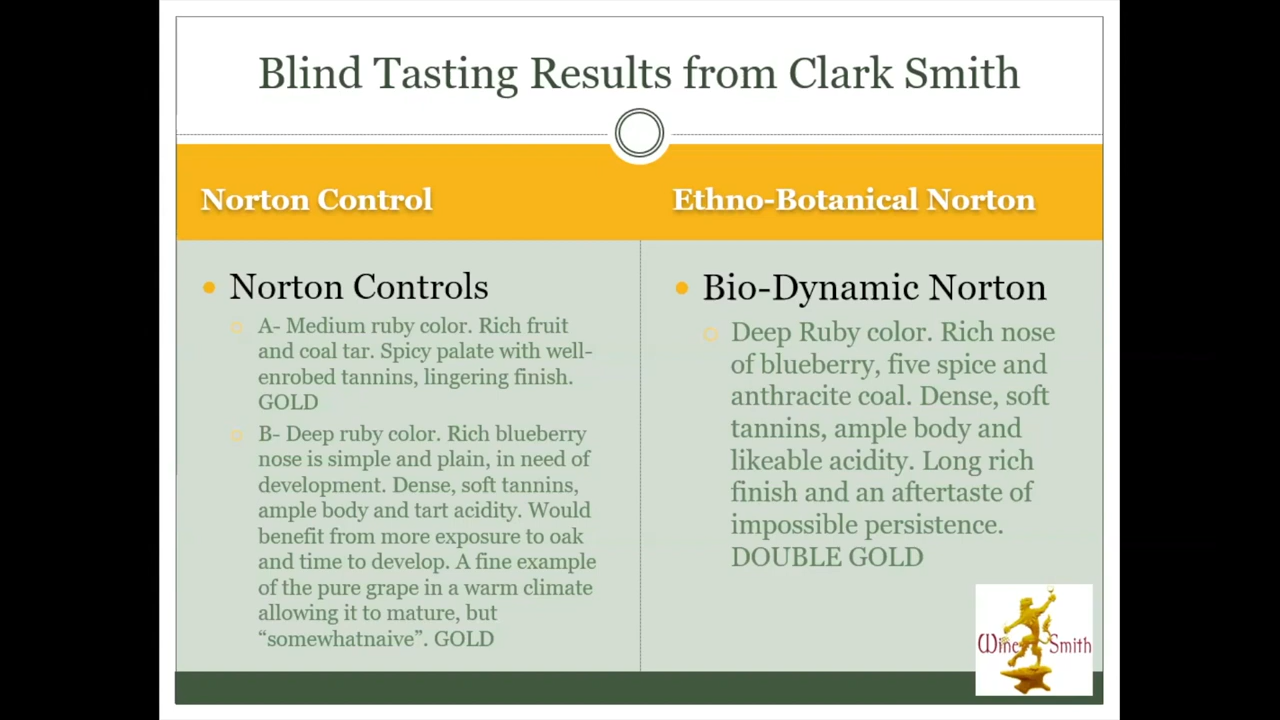 Blind Tasting Results from Clark Smith
Norton Control
Ethno-Botanical Norton
Norton Controls
A- Medium ruby color. Rich fruit
and coal tar. Spicy palate with well-
enrobed tannins, lingering finish.
GOLD
B- Deep ruby color. Rich blueberry
nose is simple and plain, in need of
development. Dense, soft tannins,
ample body and tart acidity. Would
benefit from more exposure to oak
and time to develop. A fine example
of the pure grape in a warm climate
allowing it to mature, but
“somewhatnaive”. GOLD
Bio-Dynamic Norton
Deep Ruby color. Rich nose
of blueberry, five spice and
anthracite coal. Dense, soft
tannins, ample body and
likeable acidity. Long rich
finish and an aftertaste of
impossible persistence.
DOUBLE GOLD
WineSmith